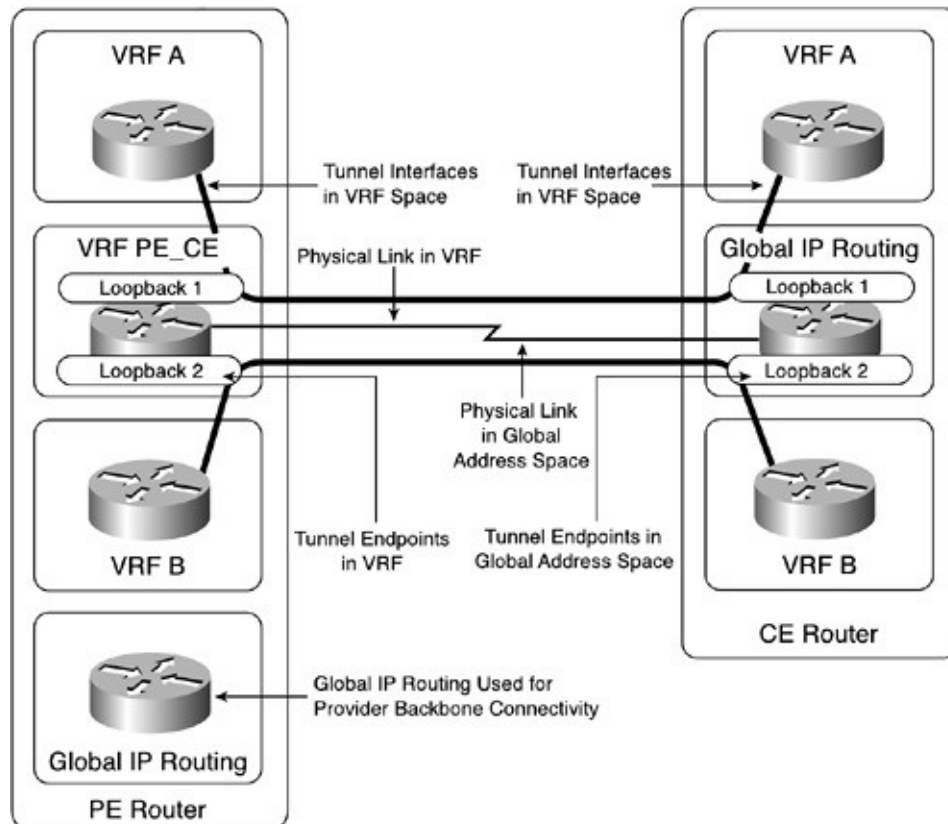 VRF A
VRF A
Tunnel Interfaces
in VRF Space
Tunnel Interfaces
in VRF Space
VRF PE_CE
Physical Link in VRF
Global IP Routing
Loopback 1
Loopback 1
Loopback 2
Loopback 2
Physical Link
in Global
Address Space
Tunnel Endpoints
in VRF
Tunnel Endpoints in
Global Address Space
VRF B
VRF B
CE Router
Global IP Routing Used for
Provider Backbone Connectivity
Global IP Routing
PE Router